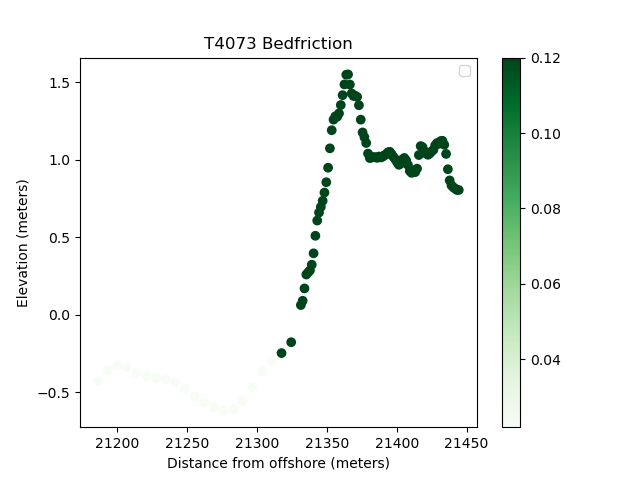 T4073 Bedfriction
1.5
1.0
0.5
0.0
−0.5
Elevation (meters)
21200 21250 21300 21350 21400 21450
Distance from offshore (meters)
0.12
0.10
0.08
0.06
0.04